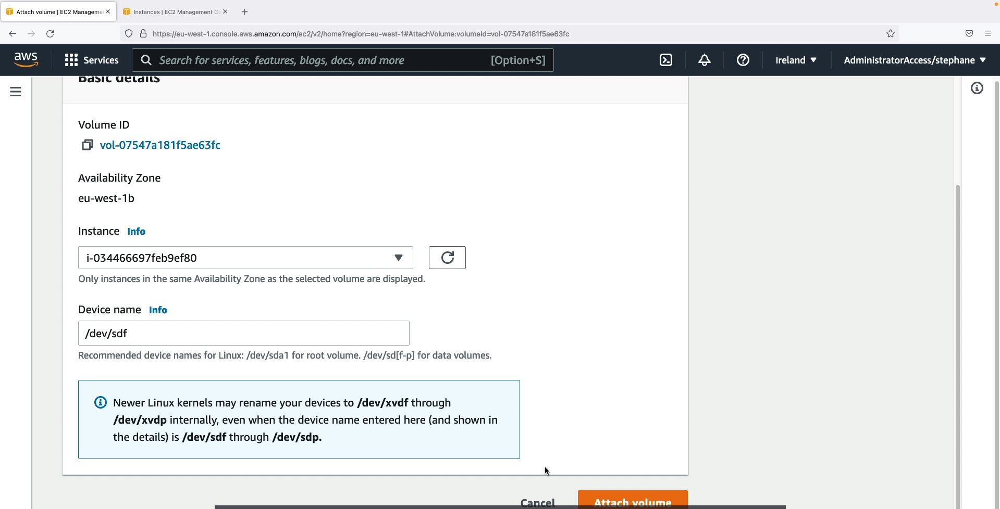 Attach volume | EC2 Manageme
Instances | EC2 Management Co
https://eu-west-1.console.aws.amazon.com/ec2/v2/home?region=eu-west-1#AttachVolume:volumeId=vol-07547a181f5ae63fc
aws
Services
Search for services, features, blogs, docs, and more
[Option+S]
Ireland
AdministratorAccess/stephane
Basic details
Volume ID
vol-07547a181f5ae63fc
Availability Zone
eu-west-1b
Instance Info
i-034466697feb9ef80
Only instances in the same Availability Zone as the selected volume are displayed.
Device name Info
/dev/sdf
Recommended device names for Linux: /dev/sda1 for root volume. /dev/sd[f-p] for data volumes.
Newer Linux kernels may rename your devices to /dev/xvdf through
/dev/xvdp internally, even when the device name entered here (and shown in
the details) is /dev/sdf through /dev/sdp.
Cancel
Attach volume